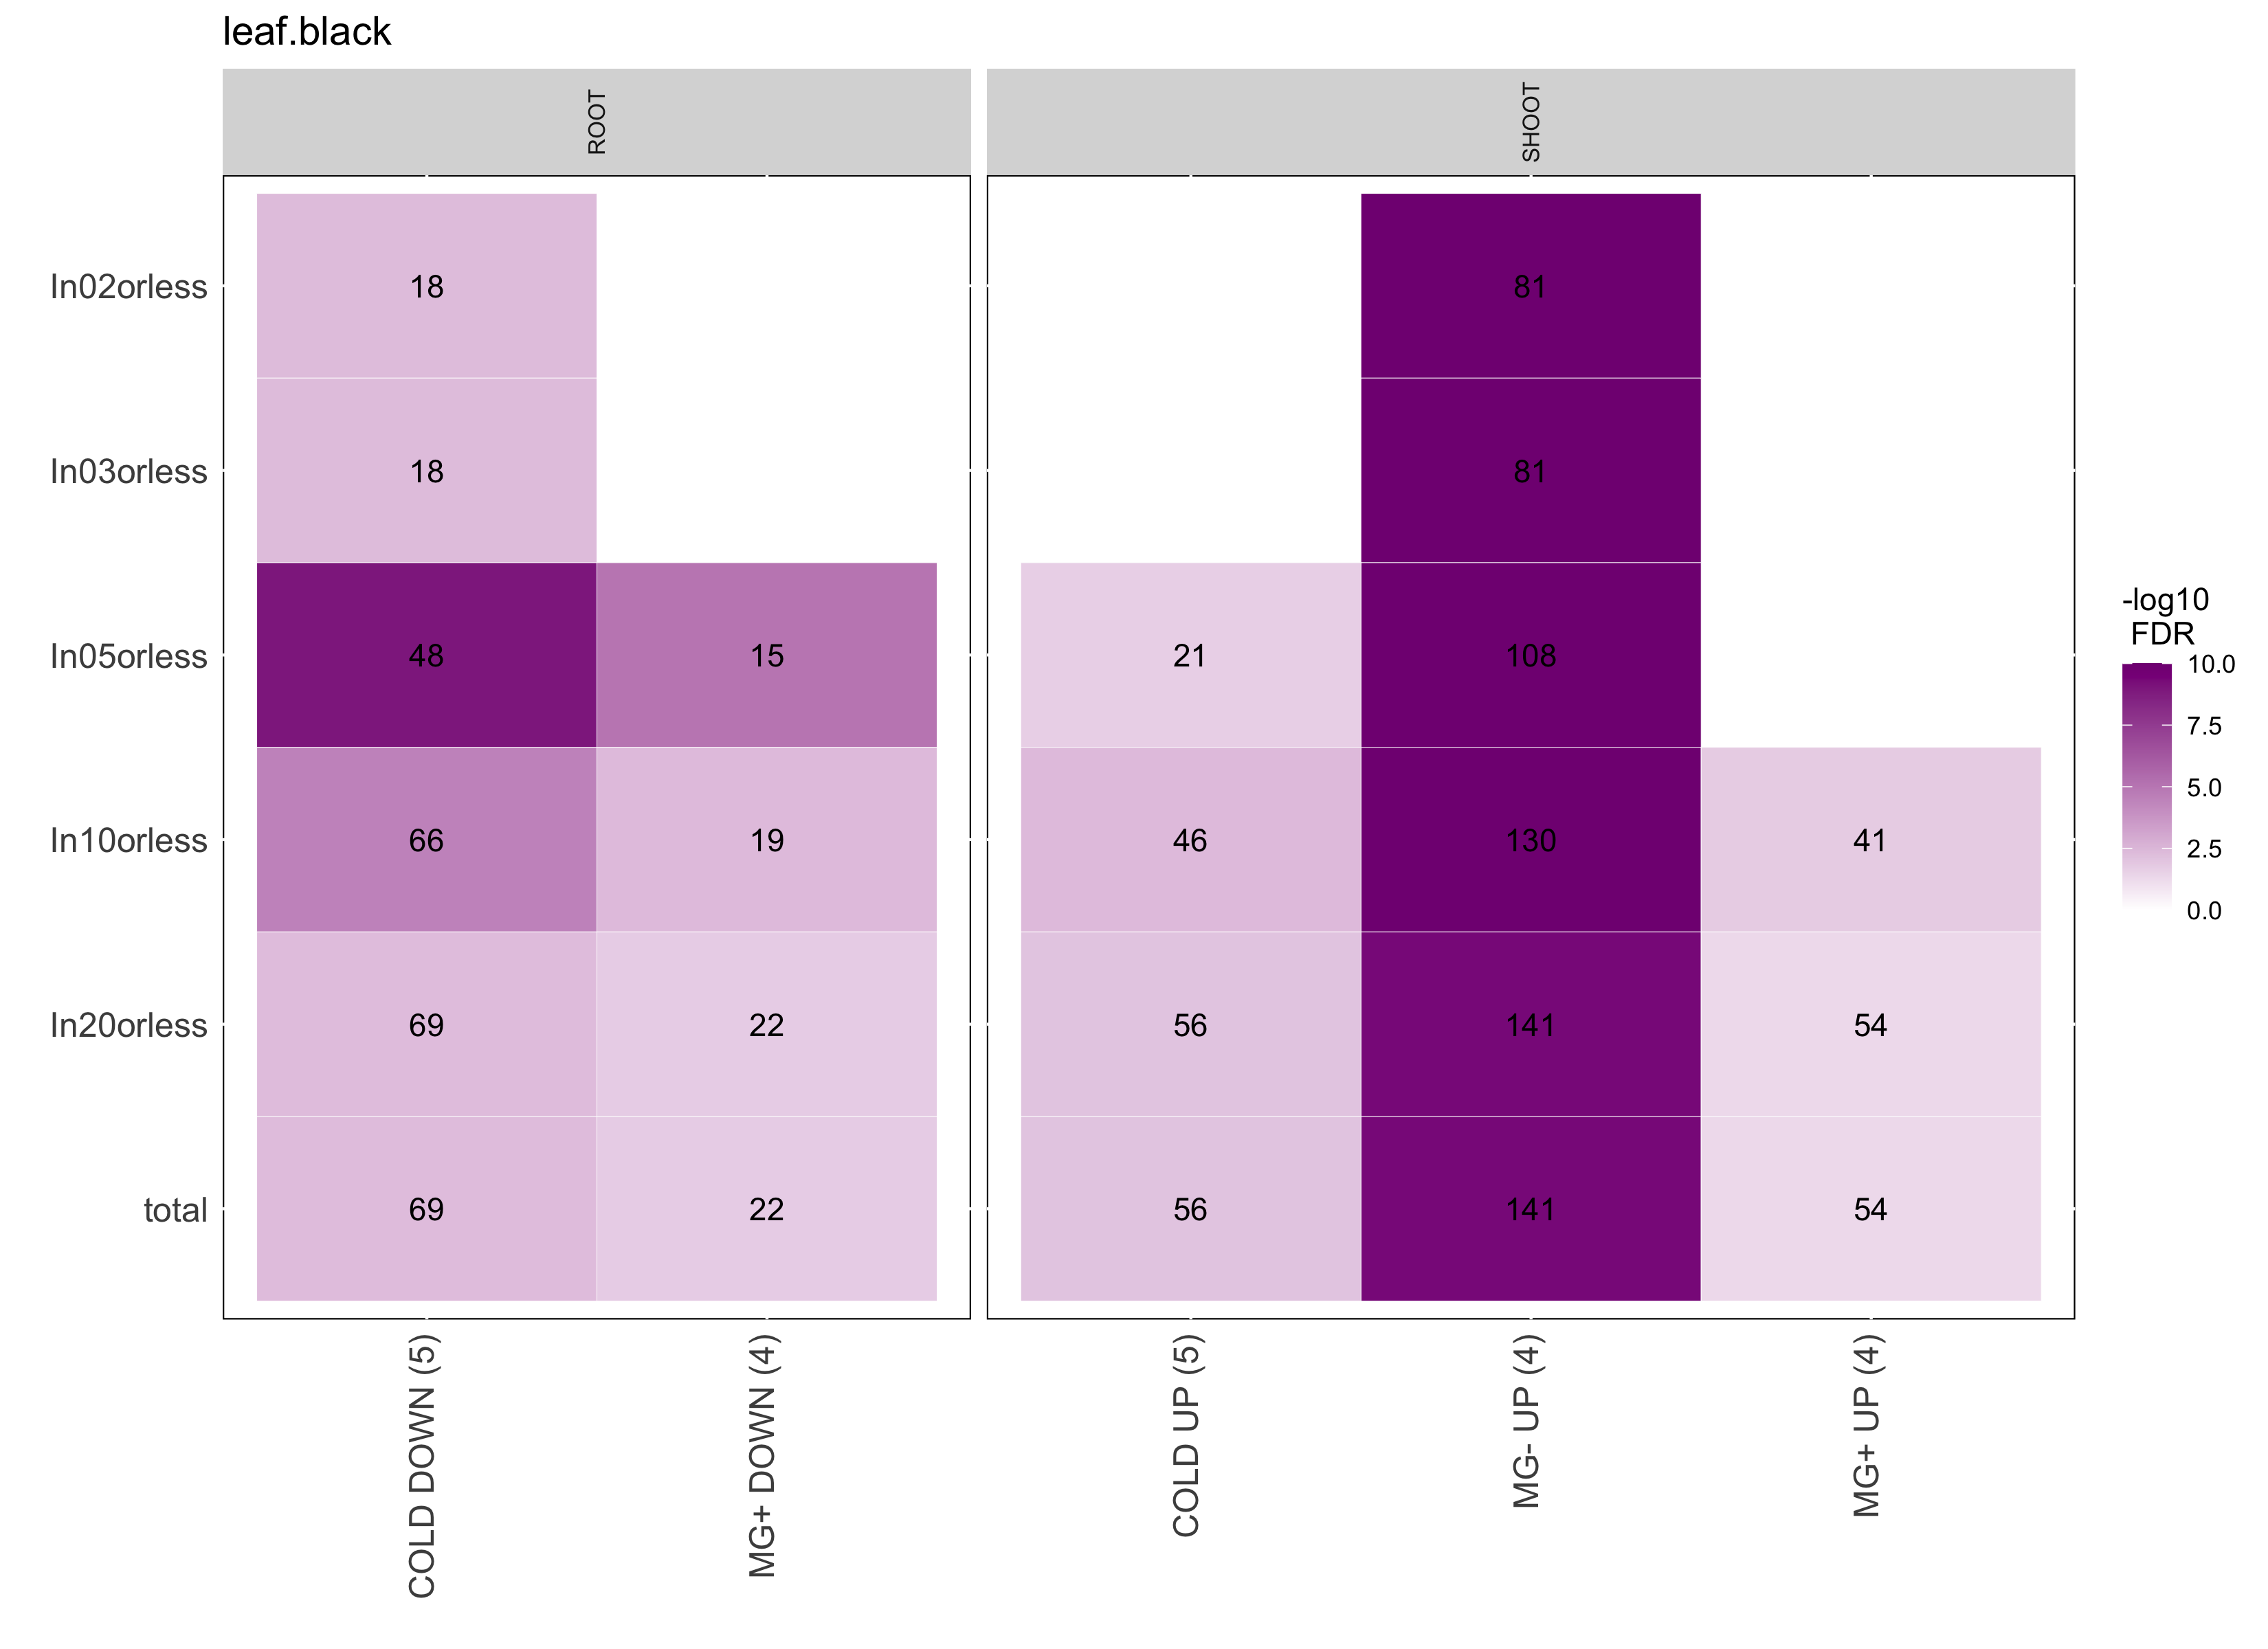 leaf.black
ROOT
SHOOT
In02orless
18
81
In03orless
18
81
In05orless
48
15
21
108
In10orless
66
19
46
130
41
In20orless
69
22
56
141
54
total
69
22
56
141
54
COLD DOWN (5)
MG+ DOWN (4)
COLD UP (5)
MG- UP (4)
MG+ UP (4)
-log10
FDR
10.0
7.5
5.0
2.5
0.0